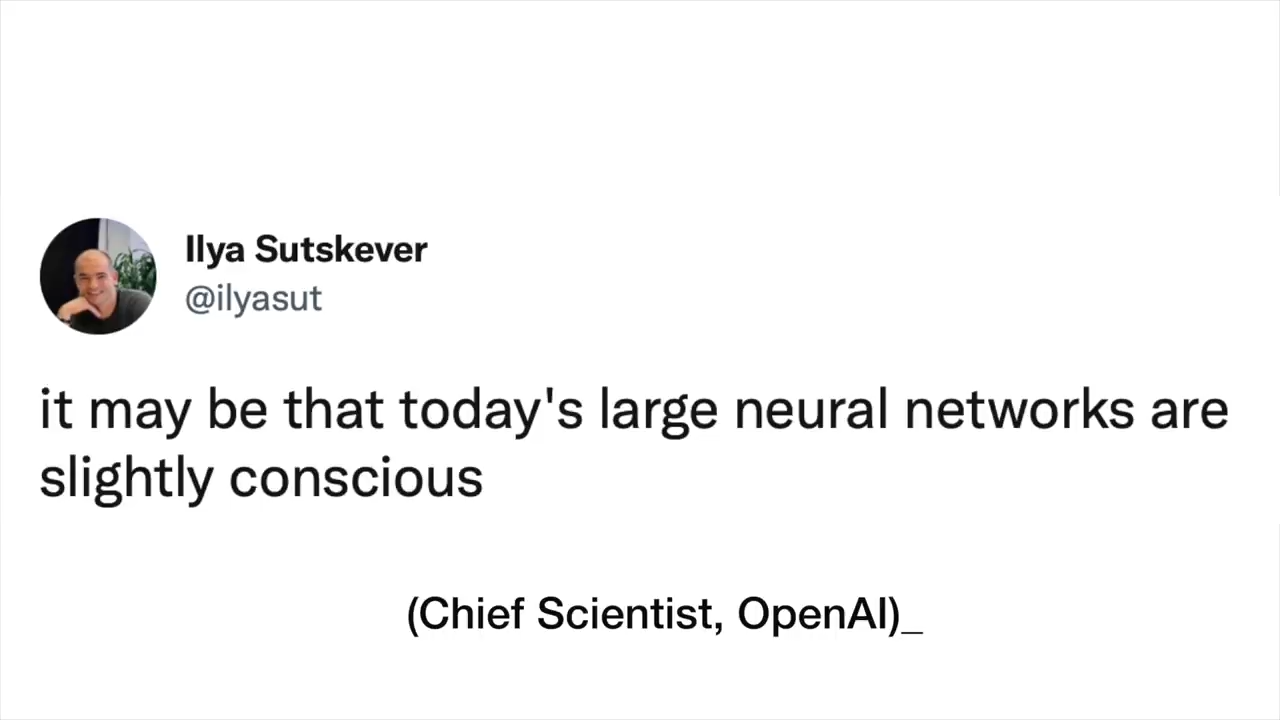 Ilya Sutskever
@ilyasut
it may be that today's large neural networks are
slightly conscious
(Chief Scientist, OpenAI)_